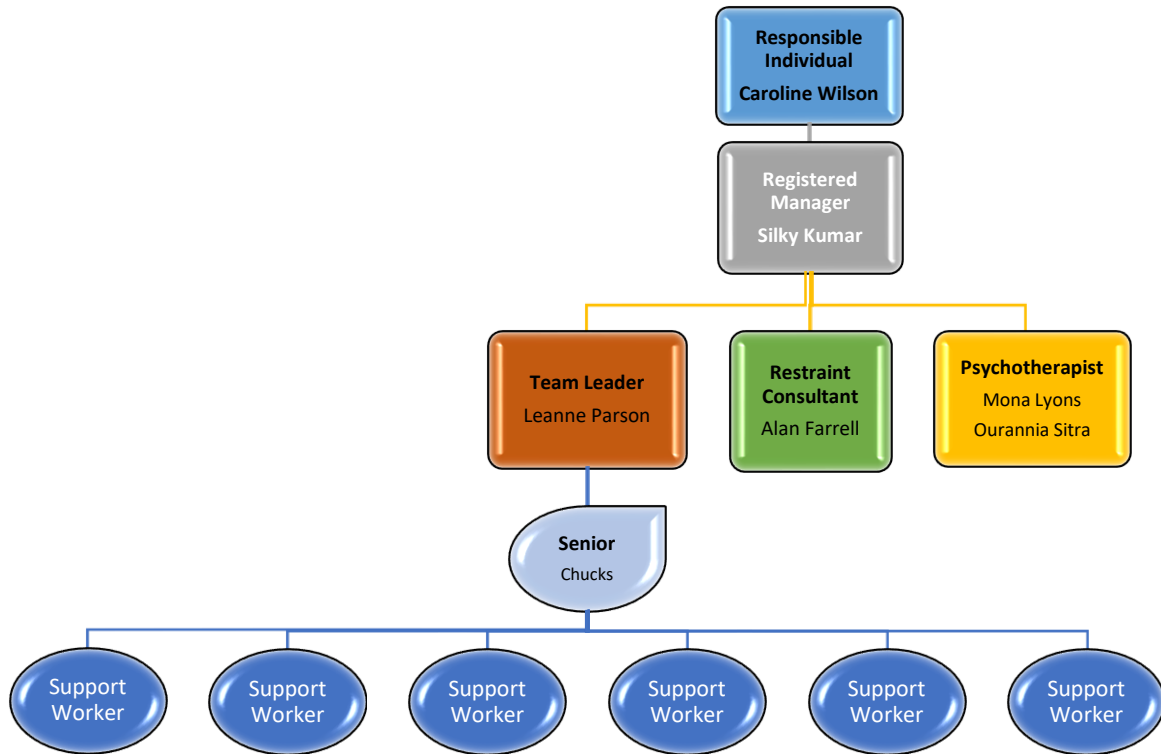 Responsible
Individual
Caroline Wilson
Registered
Manager
Silky Kumar
Team Leader
Leanne Parson
Restraint
Consultant
Alan Farrell
Psychotherapist
Mona Lyons
Ourannia Sitra
Senior
Chucks
Support
Worker
Support
Worker
Support
Worker
Support
Worker
Support
Worker
Support
Worker